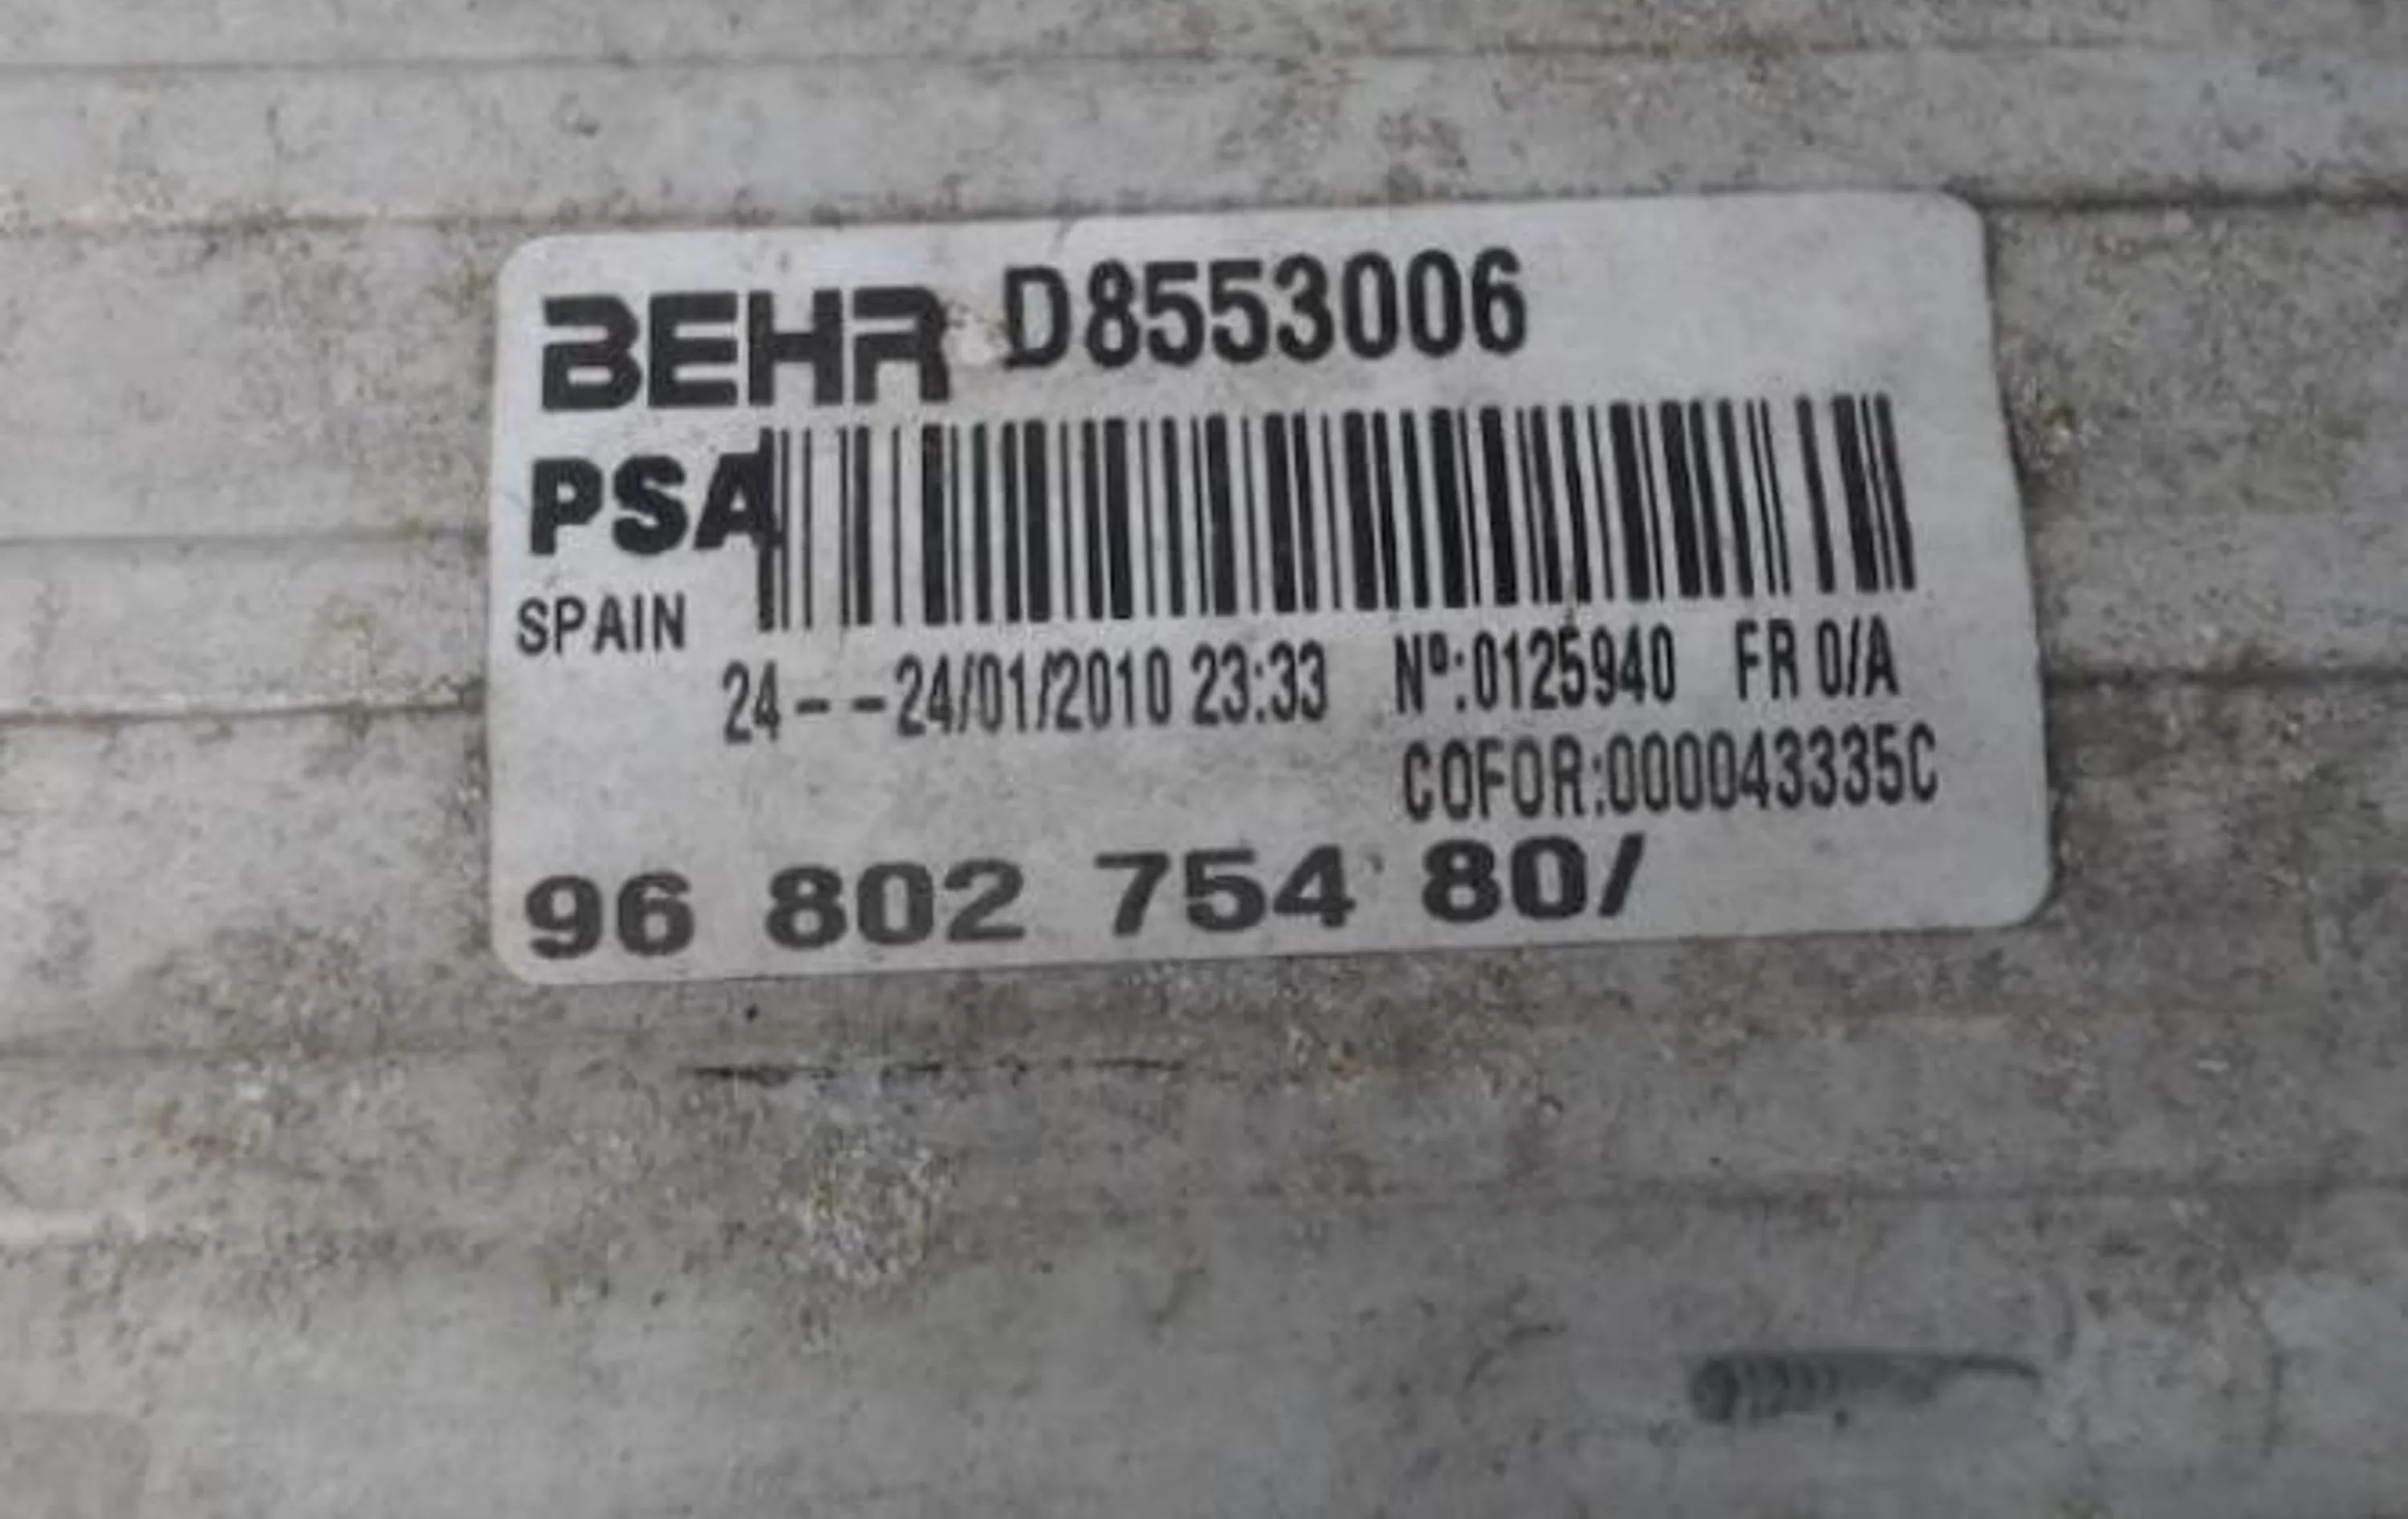 BEHR D8553006
PSA
SPAIN
24--24/01/2010 23:33 Nº:0125940 FR 0/A
COFOR:000043335C
96 802 754 80/